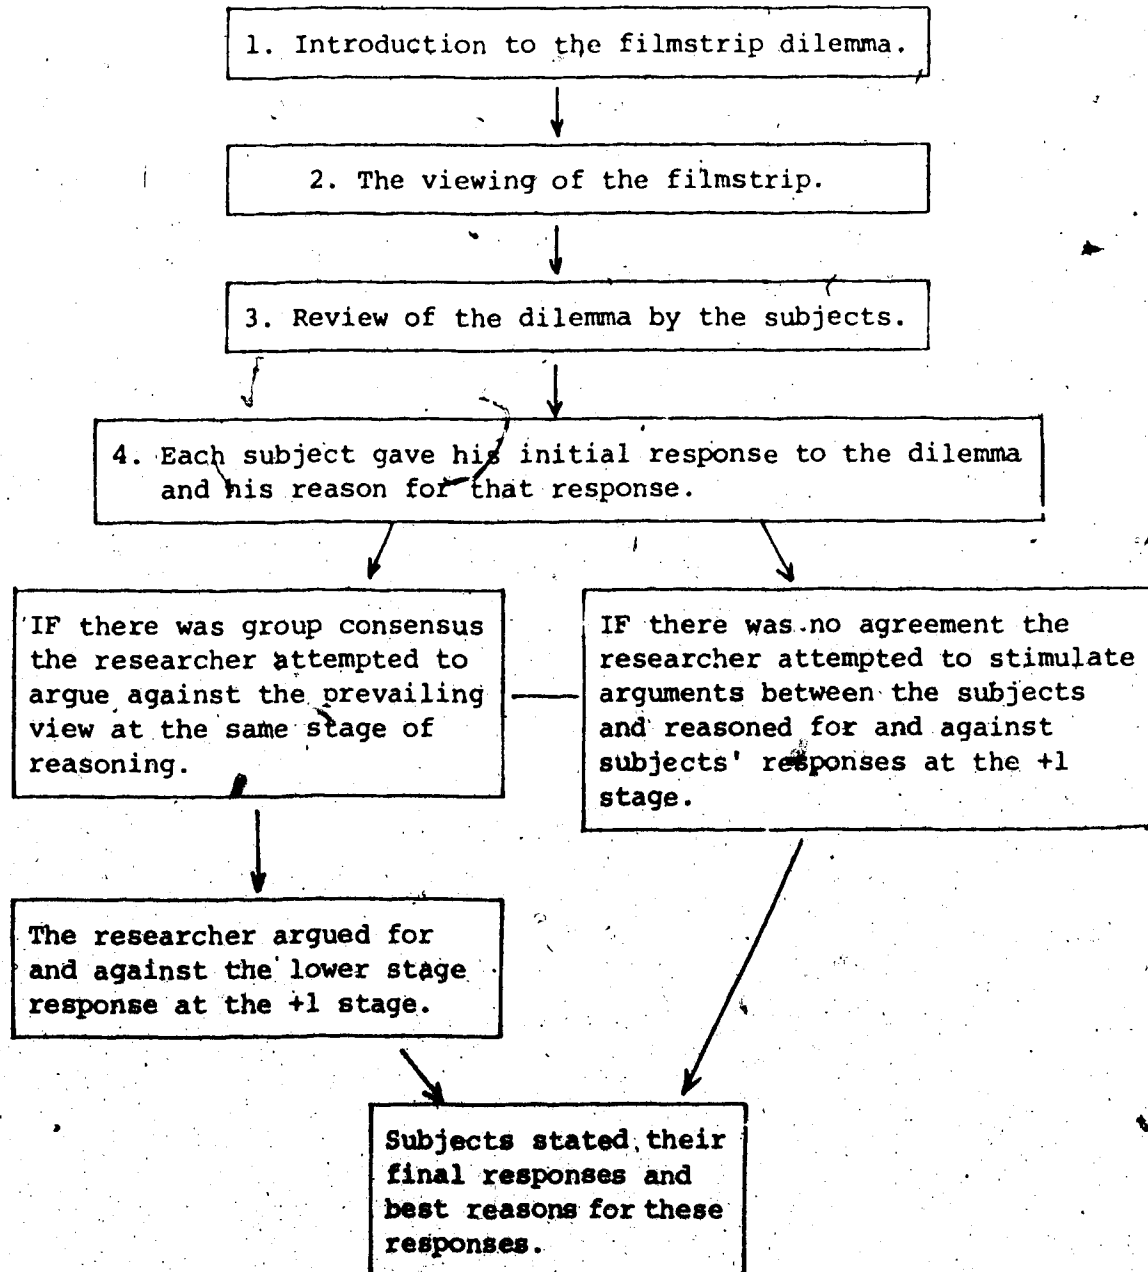 1. Introduction to the filmstrip dilemma.
2. The viewing of the filmstrip.
3. Review of the dilemma by the subjects.
4. Each subject gave his initial response to the dilemma
and his reason for that response.
IF there was group consensus
the researcher attempted to
argue against the prevailing
view at the same stage of
reasoning.
IF there was no agreement the
researcher attempted to stimulate
arguments between the subjects
and reasoned for and against
subjects' responses at the +1
stage.
The researcher argued for
and against the lower stage
response at the +1 stage.
Subjects stated their
final responses and
best reasons for these
responses.